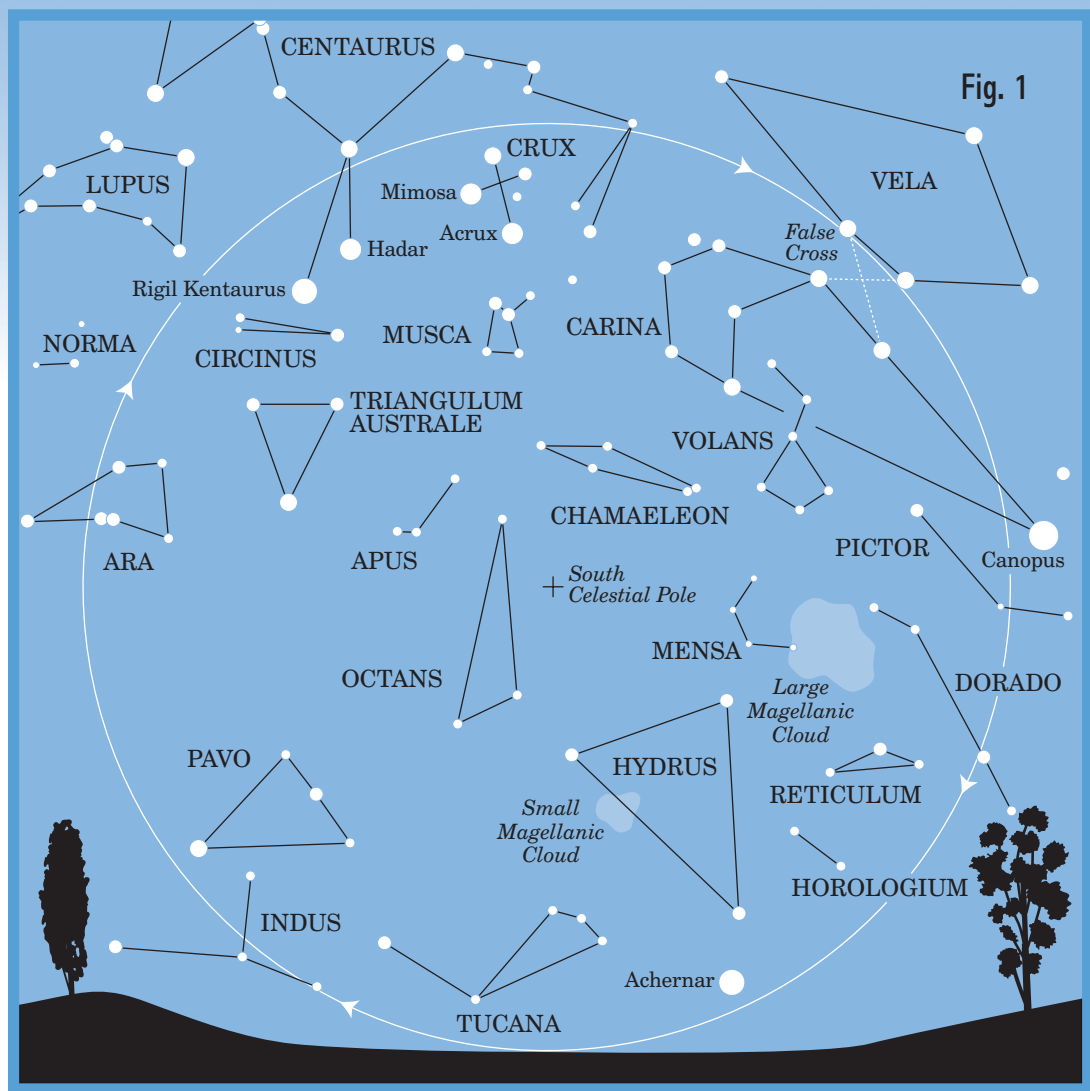 CENTAURUS
Fig. 1
CRUX
LUPUS
VELA
Mimosa
Acrux
False
Cross
Hadar
Rigil Kentaurus
NORMA
CIRCINUS
MUSCA
CARINA
TRIANGULUM
AUSTRALE
VOLANS
CHAMAELEON
PICTOR
ARA
APUS
Canopus
South
Celestial Pole
MENSA
OCTANS
DORADO
Large
Magellanic
Cloud
PAVO
HYDRUS
RETICULUM
Small
Magellanic
Cloud
HOROLOGIUM
INDUS
Achernar
TUCANA